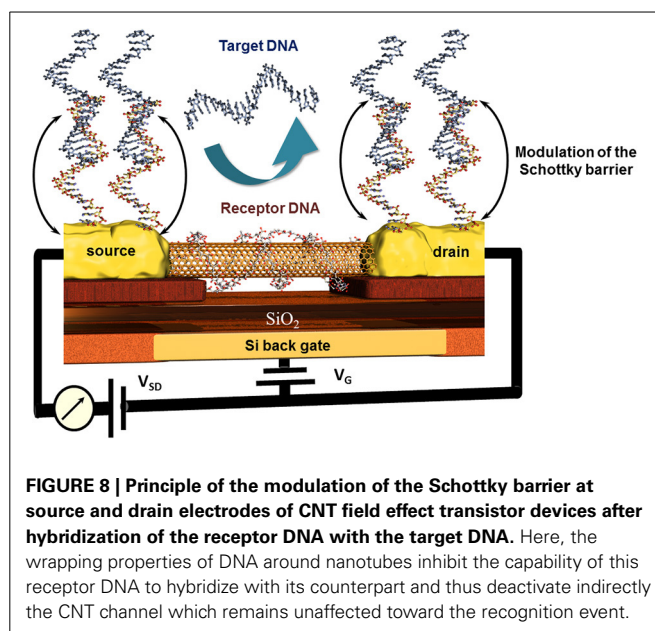 Target DNA
Modulation of the
Schottky barrier
Receptor DNA
source
drain
SiO2
Si back gate
VSD
VG
FIGURE 8 | Principle of the modulation of the Schottky barrier at
source and drain electrodes of CNT field effect transistor devices after
hybridization of the receptor DNA with the target DNA. Here, the
wrapping properties of DNA around nanotubes inhibit the capability of this
receptor DNA to hybridize with its counterpart and thus deactivate indirectly
the CNT channel which remains unaffected toward the recognition event.